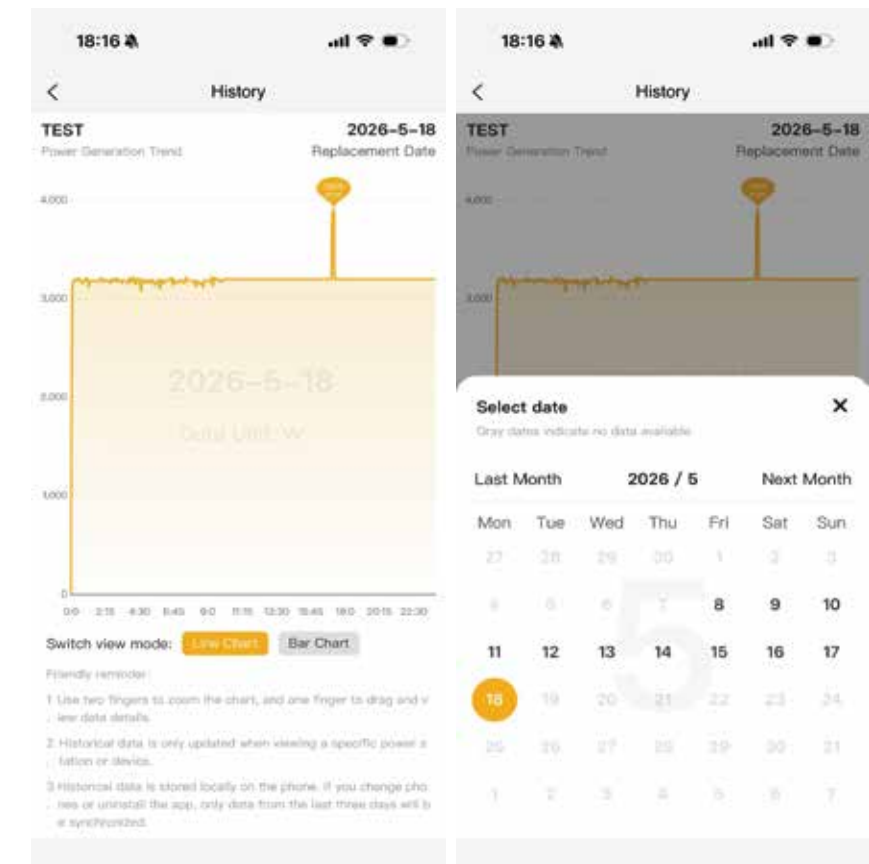 18:16
History
TEST
2026-5-18
Power Generation Trend
Replacement Date
4,000
3,000
2,000
1,000
0
2026-5-18
Data Unit: W
0:0 2:15 4:30 6:45 9:0 11:15 13:30 15:45 18:0 20:15 22:30
Switch view mode: Line Chart Bar Chart
Friendly reminder:
1 Use two fingers to zoom the chart, and one finger to drag and v
. iew data details.
2 Historical data is only updated when viewing a specific power s
. tation or device.
3 Historical data is stored locally on the phone. If you change pho
. nes or uninstall the app, only data from the last three days will b
e synchronized.
18:16
History
TEST
2026-5-18
Power Generation Trend
Replacement Date
4,000
3,000
Select date
Gray dates indicate no data available
Last Month 2026 / 5 Next Month
Mon Tue Wed Thu Fri Sat Sun
27 28 29 30 1 2 3
4 5 6 7 8 9 10
5
11 12 13 14 15 16 17
18 19 20 21 22 23 24
25 26 27 28 29 30 31
1 2 3 4 5 6 7